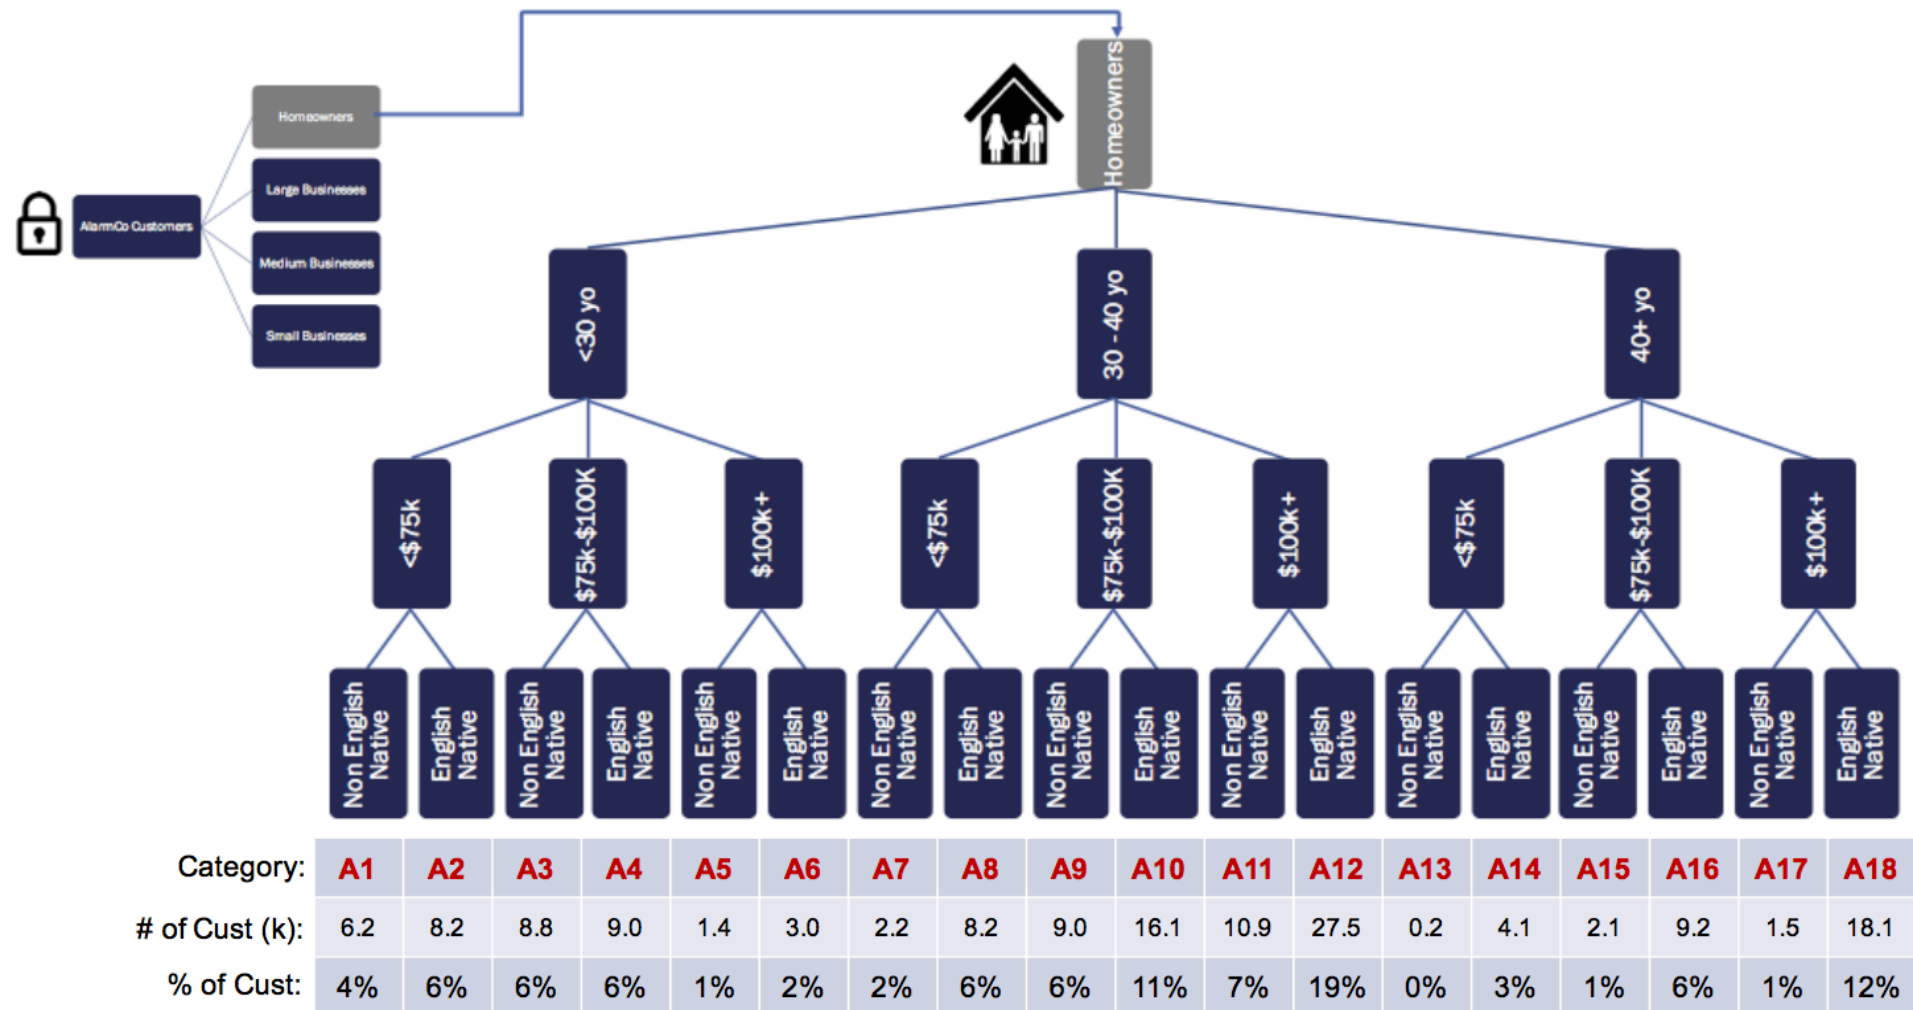 Homeowners
Large Businesses
AlarmCo Customers
Medium Businesses
Small Businesses
Homeowners
<30 yo
30 - 40 yo
40+ yo
<$75k
$75k-$100K
$100k+
<$75k
$75k-$100K
$100k+
<$75k
$75k-$100K
$100k+
Non English
Native
English
Native
Non English
Native
English
Native
Non English
Native
English
Native
Non English
Native
English
Native
Non English
Native
English
Native
Non English
Native
English
Native
Non English
Native
English
Native
Non English
Native
English
Native
Non English
Native
English
Native
Category: A1 A2 A3 A4 A5 A6 A7 A8 A9 A10 A11 A12 A13 A14 A15 A16 A17 A18
# of Cust (k): 6.2 8.2 8.8 9.0 1.4 3.0 2.2 8.2 9.0 16.1 10.9 27.5 0.2 4.1 2.1 9.2 1.5 18.1
% of Cust: 4% 6% 6% 6% 1% 2% 2% 6% 6% 11% 7% 19% 0% 3% 1% 6% 1% 12%